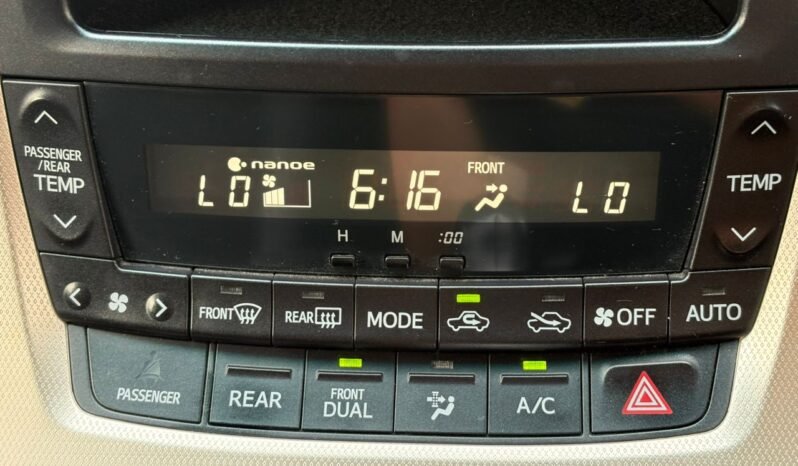 PASSENGER
/REAR
TEMP
nanoe
LO
6:16
FRONT
LO
TEMP
H M :00
FRONT
REAR
MODE
OFF
AUTO
PASSENGER
REAR
FRONT
DUAL
A/C